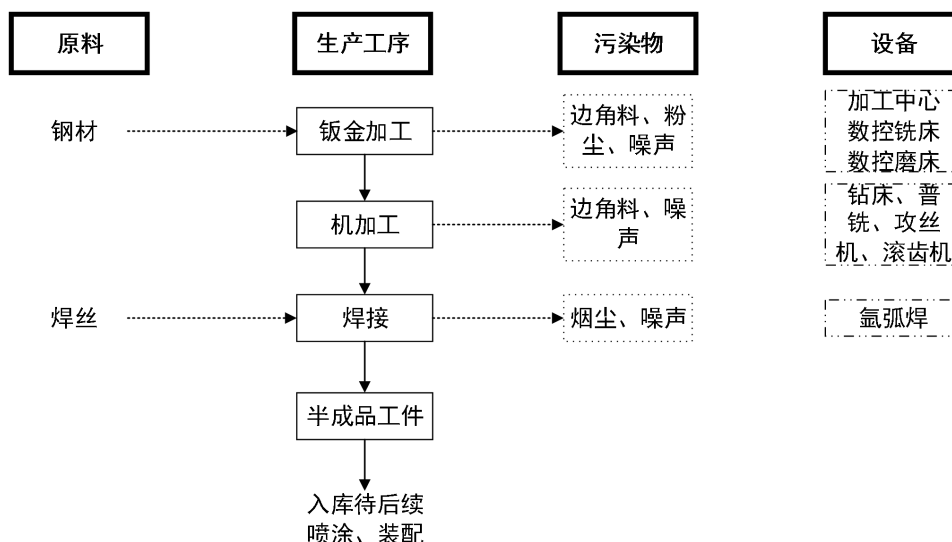 原料
生产工序
污染物
设备
钢材
钣金加工
边角料、粉
尘、噪声
加工中心
数控铣床
数控磨床
机加工
边角料、噪
声
钻床、普
铣、攻丝
机、滚齿机
焊丝
焊接
烟尘、噪声
氩弧焊
半成品工件
入库待后续
喷涂、装配